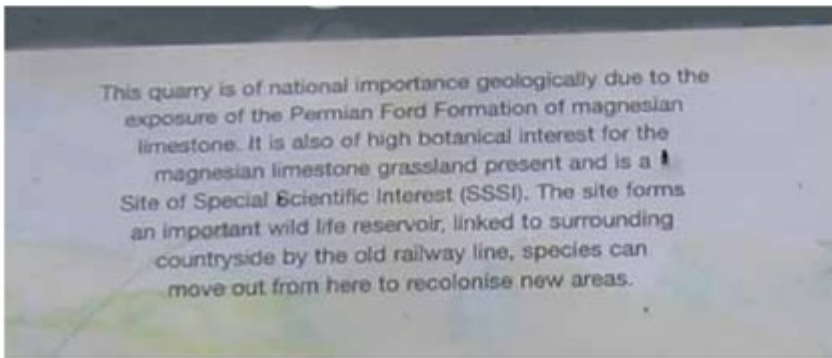 This quarry is of national importance geologically due to the
exposure of the Permian Ford Formation of magnesian
limestone. It is also of high botanical interest for the
magnesian limestone grassland present and is a
Site of Special Scientific Interest (SSSI). The site forms
an important wild life reservoir, linked to surrounding
countryside by the old railway line, species can
move out from here to recolonise new areas.